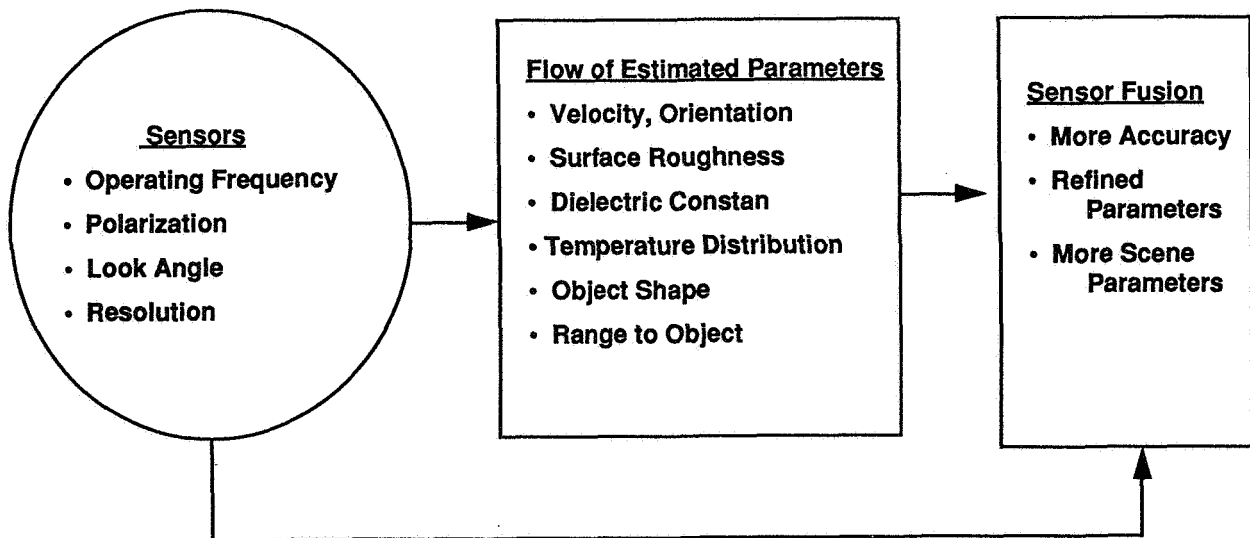 Sensors
• Operating Frequency
• Polarization
• Look Angle
• Resolution
Flow of Estimated Parameters
• Velocity, Orientation
• Surface Roughness
• Dielectric Constan
• Temperature Distribution
• Object Shape
• Range to Object
Sensor Fusion
• More Accuracy
• Refined
Parameters
• More Scene
Parameters